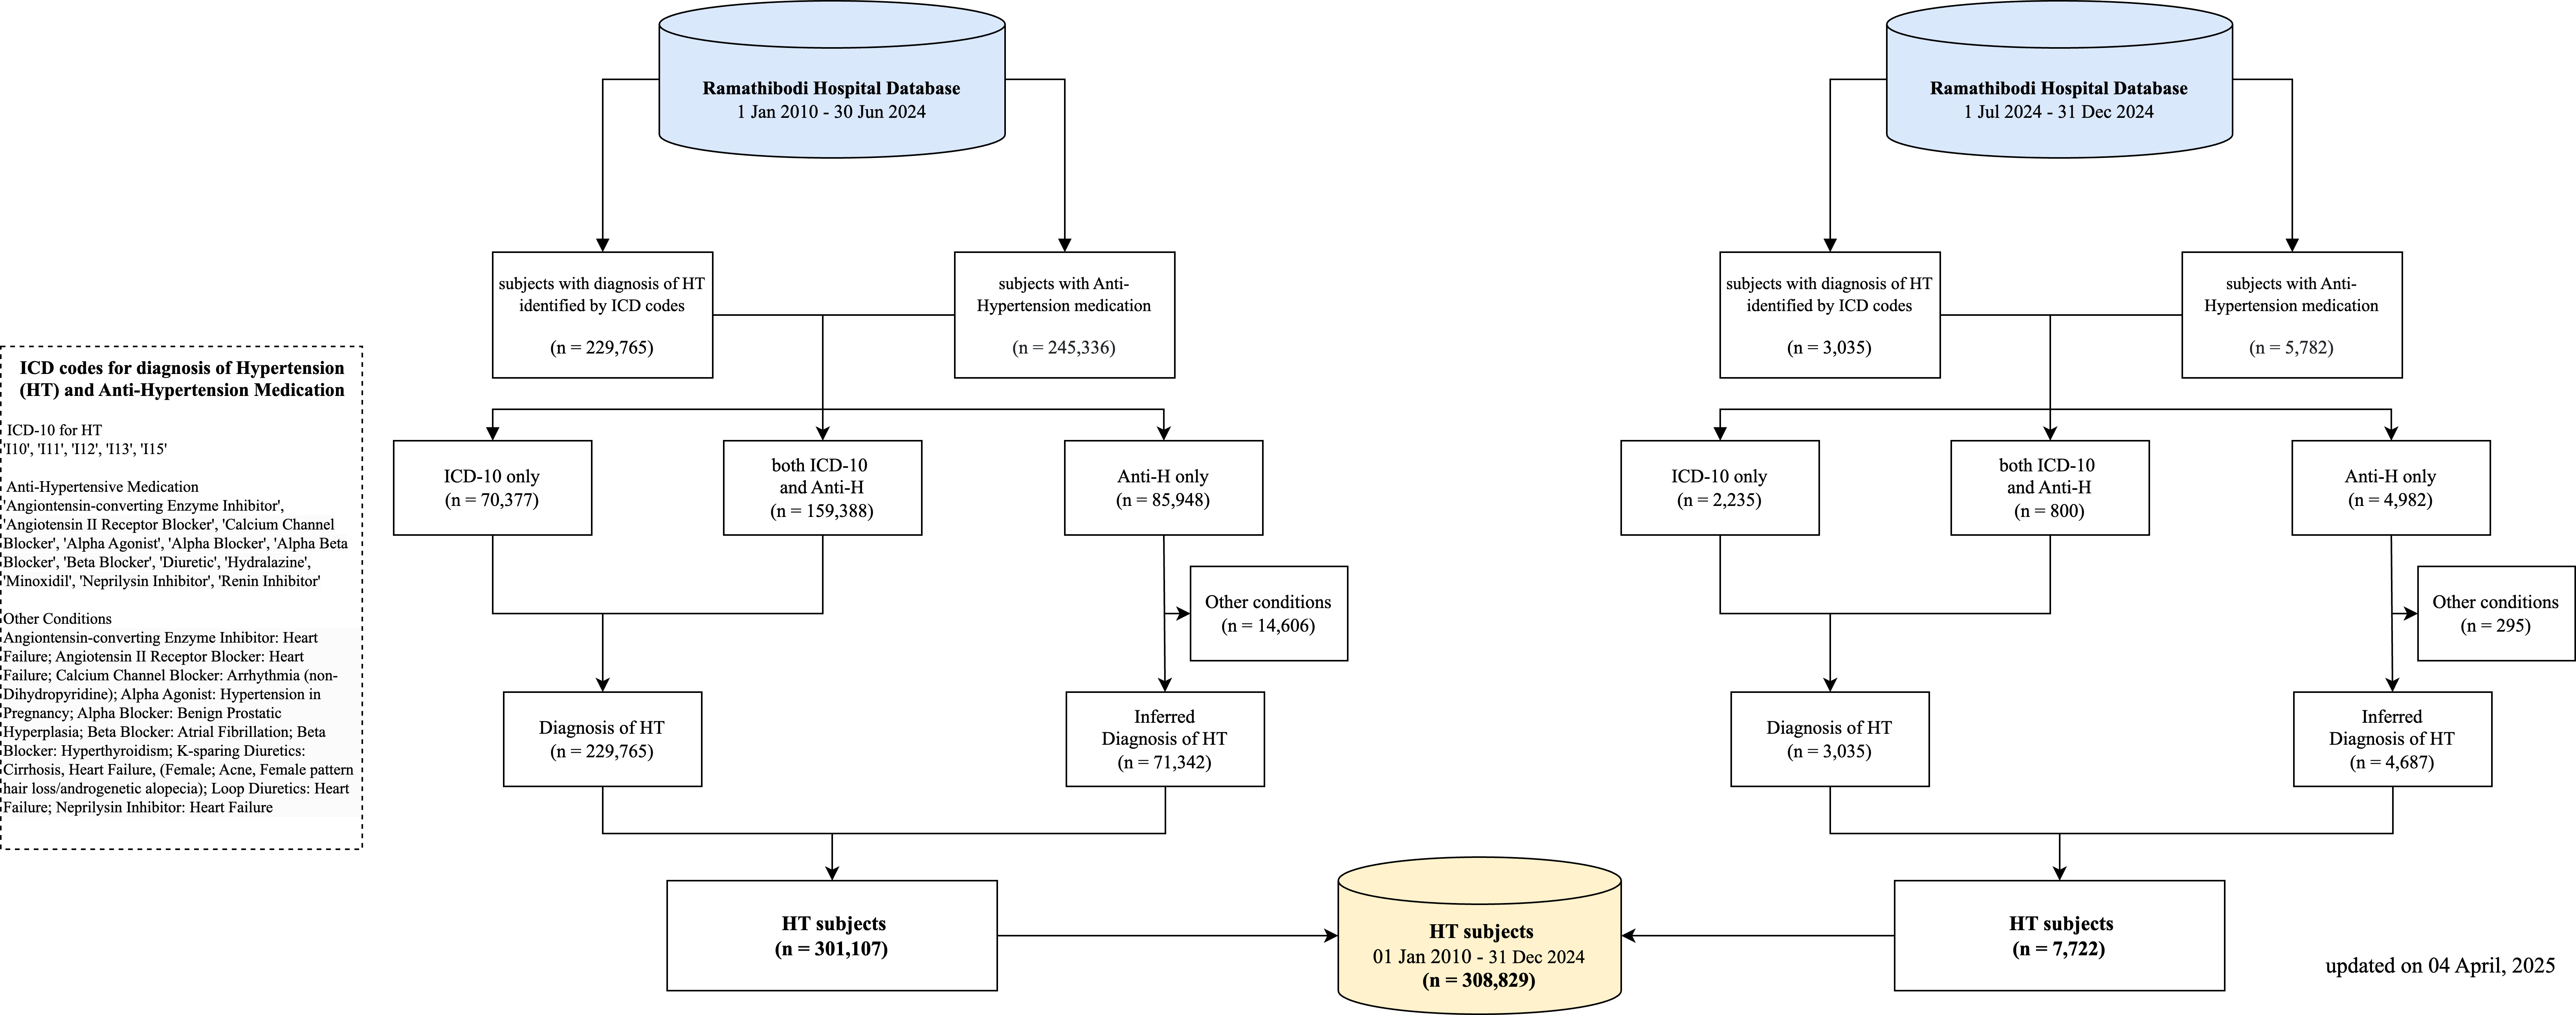 Ramathibodi Hospital Database
1 Jan 2010 - 30 Jun 2024
Ramathibodi Hospital Database
1 Jul 2024 - 31 Dec 2024
subjects with diagnosis of HT
identified by ICD codes
(n = 229,765)
subjects with Anti-
Hypertension medication
(n = 245,336)
subjects with diagnosis of HT
identified by ICD codes
(n = 3,035)
subjects with Anti-
Hypertension medication
(n = 5,782)
ICD codes for diagnosis of Hypertension
(HT) and Anti-Hypertension Medication
ICD-10 for HT
'I10', 'I11', 'I12', 'I13', 'I15'
Anti-Hypertensive Medication
'Angiontensin-converting Enzyme Inhibitor',
'Angiotensin II Receptor Blocker', 'Calcium Channel
Blocker', 'Alpha Agonist', 'Alpha Blocker', 'Alpha Beta
Blocker', 'Beta Blocker', 'Diuretic', 'Hydralazine',
'Minoxidil', 'Neprilysin Inhibitor', 'Renin Inhibitor'
Other Conditions
Angiontensin-converting Enzyme Inhibitor: Heart
Failure; Angiotensin II Receptor Blocker: Heart
Failure; Calcium Channel Blocker: Arrhythmia (non-
Dihydropyridine); Alpha Agonist: Hypertension in
Pregnancy; Alpha Blocker: Benign Prostatic
Hyperplasia; Beta Blocker: Atrial Fibrillation; Beta
Blocker: Hyperthyroidism; K-sparing Diuretics:
Cirrhosis, Heart Failure, (Female; Acne, Female pattern
hair loss/androgenetic alopecia); Loop Diuretics: Heart
Failure; Neprilysin Inhibitor: Heart Failure
ICD-10 only
(n = 70,377)
both ICD-10
and Anti-H
(n = 159,388)
Anti-H only
(n = 85,948)
ICD-10 only
(n = 2,235)
both ICD-10
and Anti-H
(n = 800)
Anti-H only
(n = 4,982)
Other conditions
(n = 14,606)
Other conditions
(n = 295)
Diagnosis of HT
(n = 229,765)
Inferred
Diagnosis of HT
(n = 71,342)
Diagnosis of HT
(n = 3,035)
Inferred
Diagnosis of HT
(n = 4,687)
HT subjects
(n = 301,107)
HT subjects
01 Jan 2010 - 31 Dec 2024
(n = 308,829)
HT subjects
(n = 7,722)
updated on 04 April, 2025